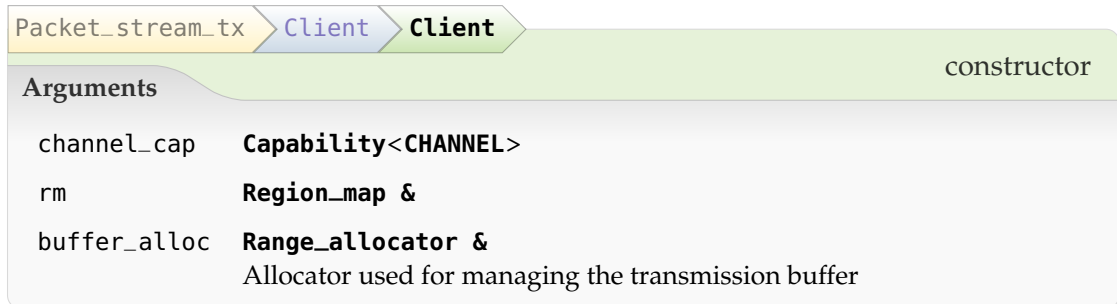 Packet_stream_tx Client Client
constructor
Arguments
channel_cap Capability<CHANNEL>
rm Region_map &
buffer_alloc Range_allocator &
Allocator used for managing the transmission buffer